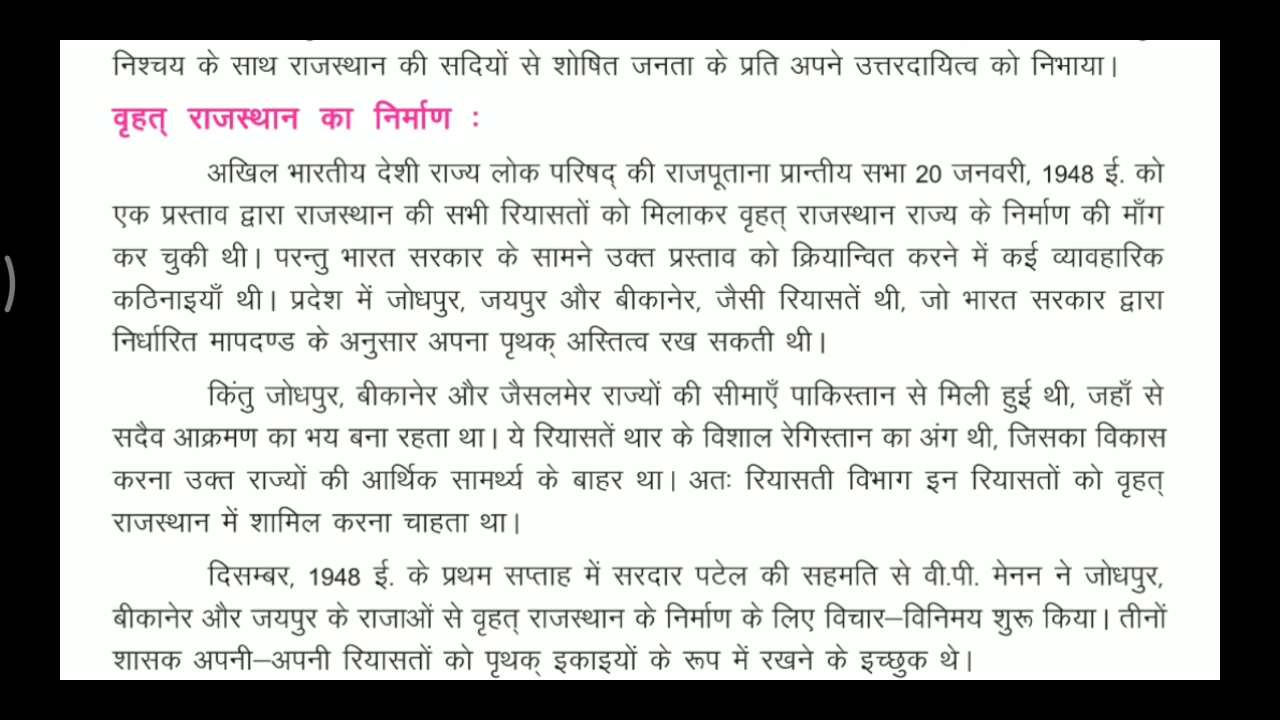 निश्चय के साथ राजस्थान की सदियों से शोषित जनता के प्रति अपने उत्तरदायित्व को निभाया।
वृहत् राजस्थान का निर्माण :
अखिल भारतीय देशी राज्य लोक परिषद् की राजपूताना प्रान्तीय सभा 20 जनवरी, 1948 ई. को
एक प्रस्ताव द्वारा राजस्थान की सभी रियासतों को मिलाकर वृहत् राजस्थान राज्य के निर्माण की माँग
कर चुकी थी। परन्तु भारत सरकार के सामने उक्त प्रस्ताव को क्रियान्वित करने में कई व्यावहारिक
कठिनाइयाँ थी। प्रदेश में जोधपुर, जयपुर और बीकानेर, जैसी रियासतें थी, जो भारत सरकार द्वारा
निर्धारित मापदण्ड के अनुसार अपना पृथक् अस्तित्व रख सकती थी।
किंतु जोधपुर, बीकानेर और जैसलमेर राज्यों की सीमाएँ पाकिस्तान से मिली हुई थी, जहाँ से
सदैव आक्रमण का भय बना रहता था। ये रियासतें थार के विशाल रेगिस्तान का अंग थी, जिसका विकास
करना उक्त राज्यों की आर्थिक सामर्थ्य के बाहर था। अतः रियासती विभाग इन रियासतों को वृहत्
राजस्थान में शामिल करना चाहता था।
दिसम्बर, 1948 ई. के प्रथम सप्ताह में सरदार पटेल की सहमति से वी.पी. मेनन ने जोधपुर,
बीकानेर और जयपुर के राजाओं से वृहत् राजस्थान के निर्माण के लिए विचार–विनिमय शुरू किया। तीनों
शासक अपनी–अपनी रियासतों को पृथक् इकाइयों के रूप में रखने के इच्छुक थे।